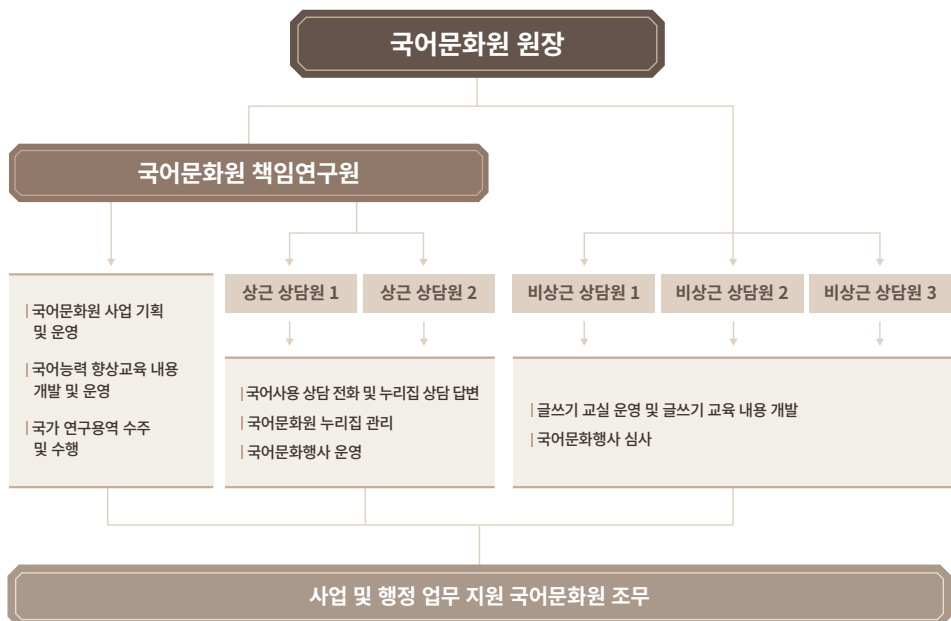 국어문화원 원장
국어문화원 책임연구원
국어문화원 사업 기획
및 운영
국어능력 향상교육 내용
개발 및 운영
국가 연구용역 수주
및 수행
상근 상담원 1
상근 상담원 2
국어사용 상담 전화 및 누리집 상담 답변
국어문화원 누리집 관리
국어문화행사 운영
비상근 상담원 1
비상근 상담원 2
비상근 상담원 3
글쓰기 교실 운영 및 글쓰기 교육 내용 개발
국어문화행사 심사
사업 및 행정 업무 지원 국어문화원 조무